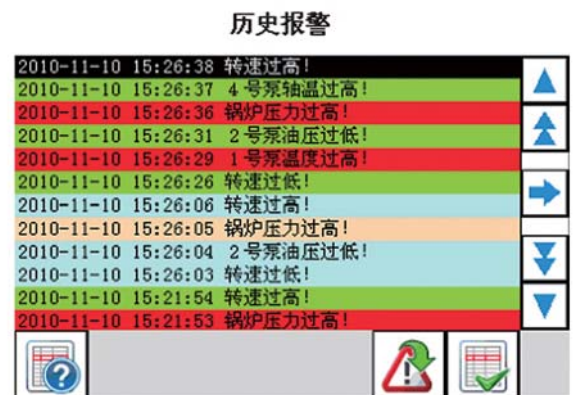 历史报警
2010-11-10 15:26:38 转速过高!
2010-11-10 15:26:37 4号泵轴温过高!
2010-11-10 15:26:36 锅炉压力过高!
2010-11-10 15:26:31 2号泵油压过低!
2010-11-10 15:26:29 1号泵温度过高!
2010-11-10 15:26:26 转速过低!
2010-11-10 15:26:06 转速过高!
2010-11-10 15:26:05 锅炉压力过高!
2010-11-10 15:26:04 2号泵油压过低!
2010-11-10 15:26:03 转速过低!
2010-11-10 15:21:54 转速过高!
2010-11-10 15:21:53 锅炉压力过高!